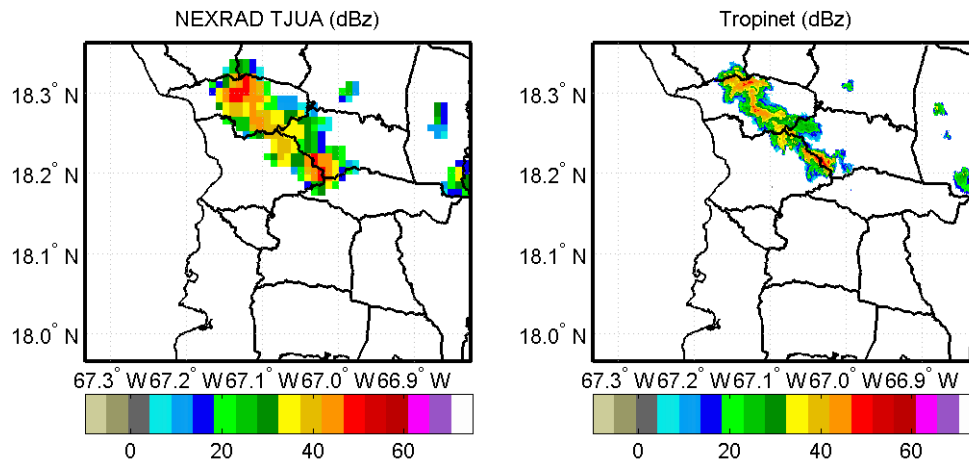 NEXRAD TJUA (dBz)
Tropinet (dBz)
18.3° N
18.2° N
18.1° N
18.0° N
67.3° W67.2° W67.1° W67.0° W66.9° W
0 20 40 60
18.3° N
18.2° N
18.1° N
18.0° N
67.3° W67.2° W67.1° W67.0° W66.9° W
0 20 40 60